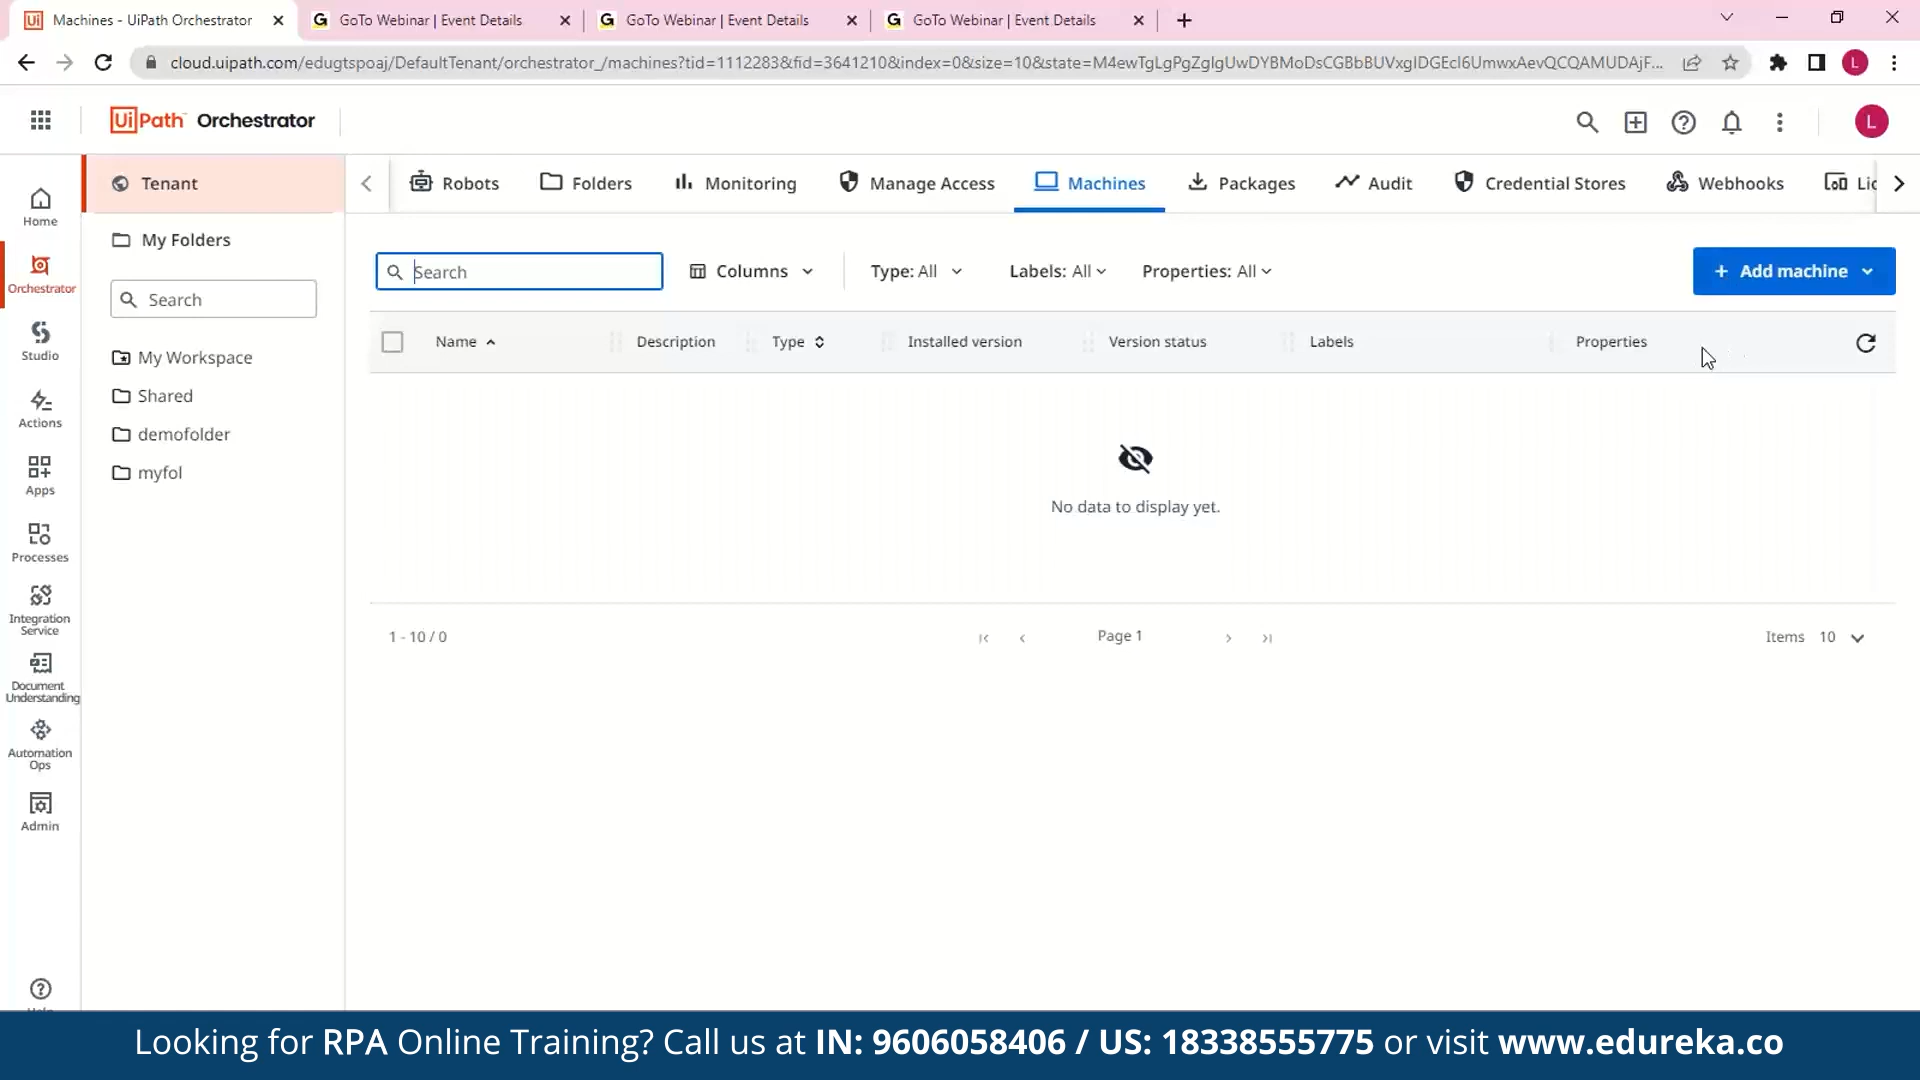 Machines - UiPath Orchestrator
GoTo Webinar | Event Details
GoTo Webinar | Event Details
GoTo Webinar | Event Details
cloud.uipath.com/edugtspoaj/DefaultTenant/orchestrator_/machines?tid=1112283&fid=3641210&index=0&size=10&state=
L
UiPath Orchestrator
L
Tenant
Robots
Folders
Monitoring
Manage Access
Machines
Packages
Audit
Credential Stores
Webhooks
Lic
Home
Orchestrator
Studio
Actions
Apps
Processes
Integration
Service
Document
Understanding
Automation
Ops
Admin
My Folders
Search
My Workspace
Shared
demofolder
myfol
Search
Columns
Type: All
Labels: All
Properties: All
+ Add machine
Name
Description
Type
Installed version
Version status
Labels
Properties
No data to display yet.
1 - 10 / 0
Page 1
Items 10
Looking for RPA Online Training? Call us at IN: 9606058406 / US: 18338555775 or visit www.edureka.co